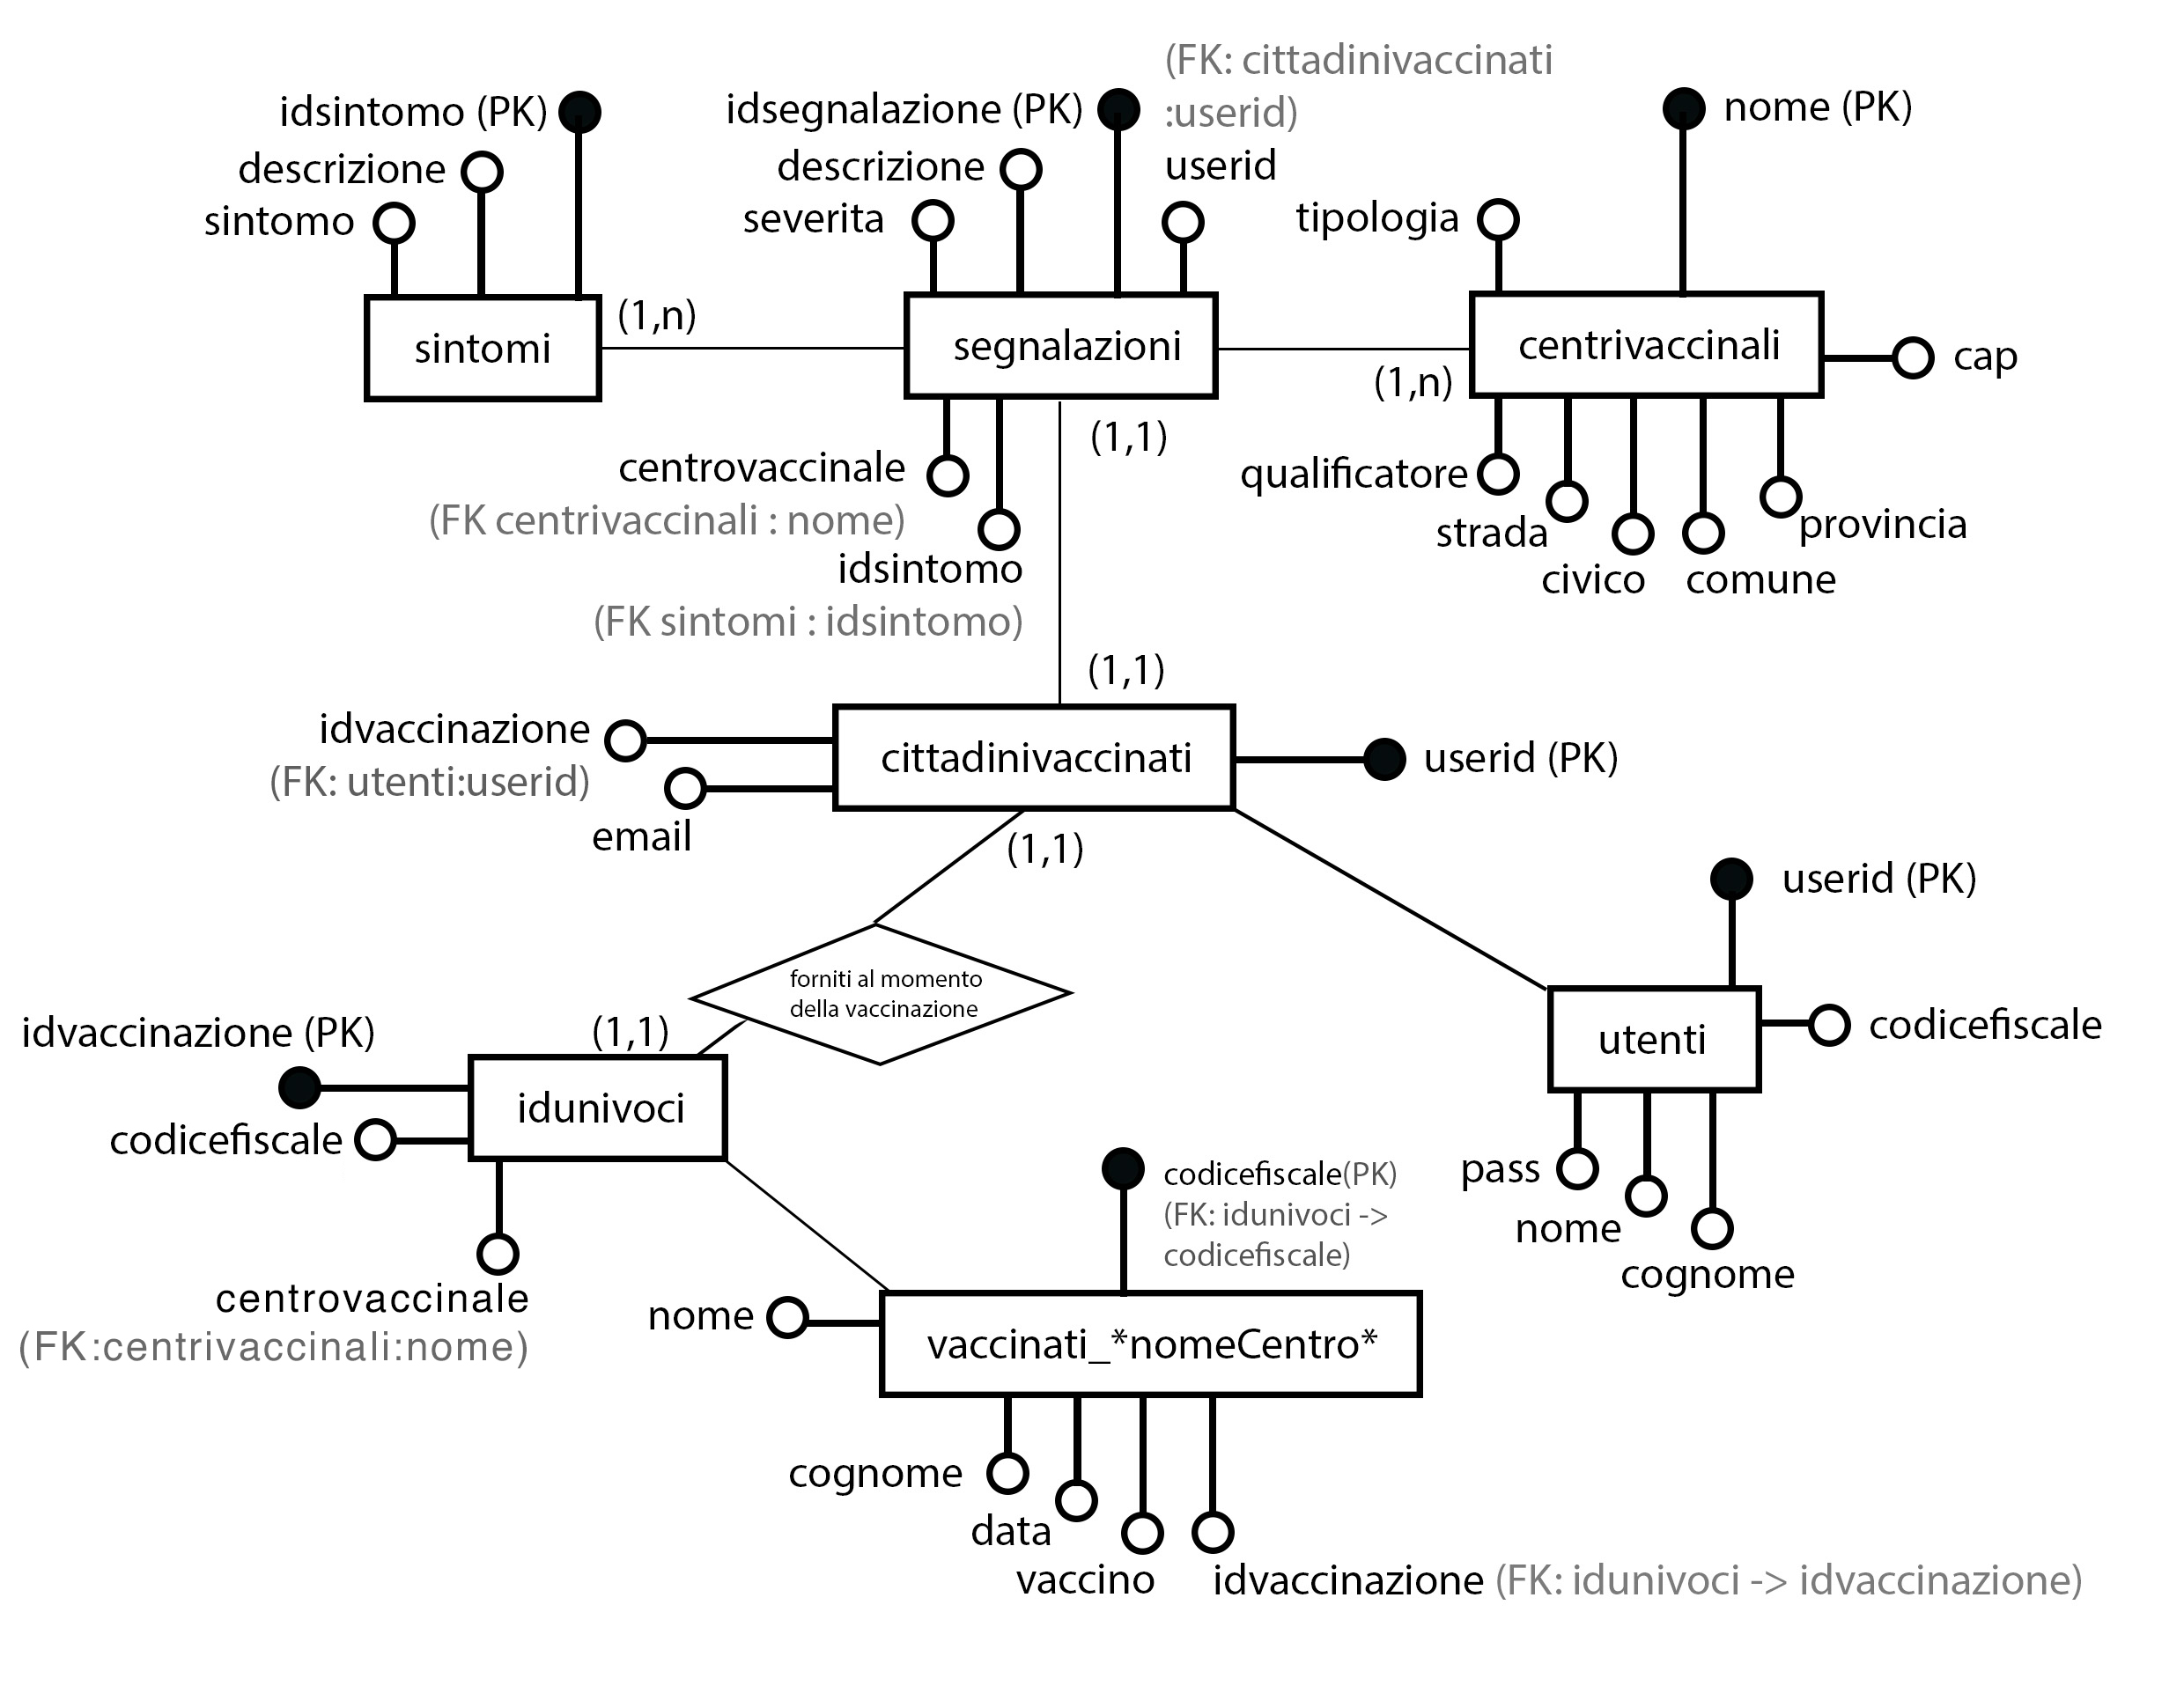 (FK: cittadinivaccinati
:userid)
userid
idsintomo (PK)
descrizione
sintomo
idsegnalazione (PK)
descrizione
severita
nome (PK)
tipologia
sintomi
(1,n)
segnalazioni
(1,n)
centrivaccinali
cap
(1,1)
centrovaccinale
(FK centrivaccinali : nome)
idsintomo
(FK sintomi : idsintomo)
qualificatore
strada
civico
comune
provincia
(1,1)
idvaccinazione
(FK: utenti:userid)
email
cittadinivaccinati
userid (PK)
(1,1)
userid (PK)
forniti al momento
della vaccinazione
idvaccinazione (PK)
(1,1)
utenti
codicefiscale
idunivoci
codicefiscale
centrovaccinale
(FK:centrivaccinali:nome)
pass
nome
cognome
codicefiscale(PK)
(FK: idunivoci ->
codicefiscale)
nome
vaccinati_*nomeCentro*
cognome
data
vaccino
idvaccinazione (FK: idunivoci -> idvaccinazione)